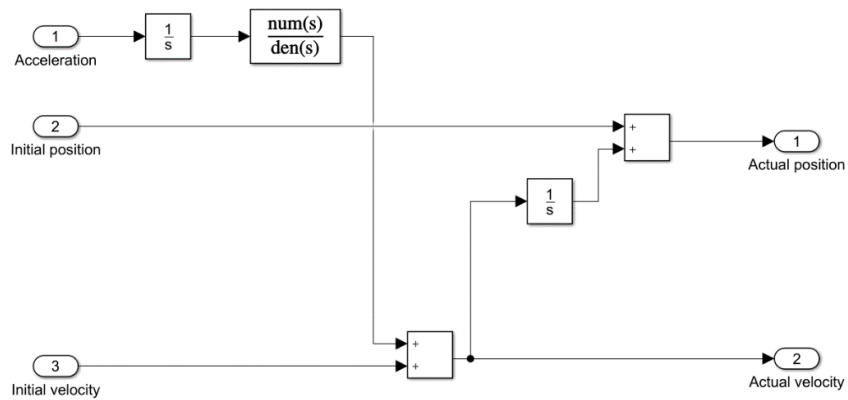 1
Acceleration
1
s
num(s)
den(s)
2
Initial position
+
+
1
Actual position
1
s
3
Initial velocity
+
+
2
Actual velocity